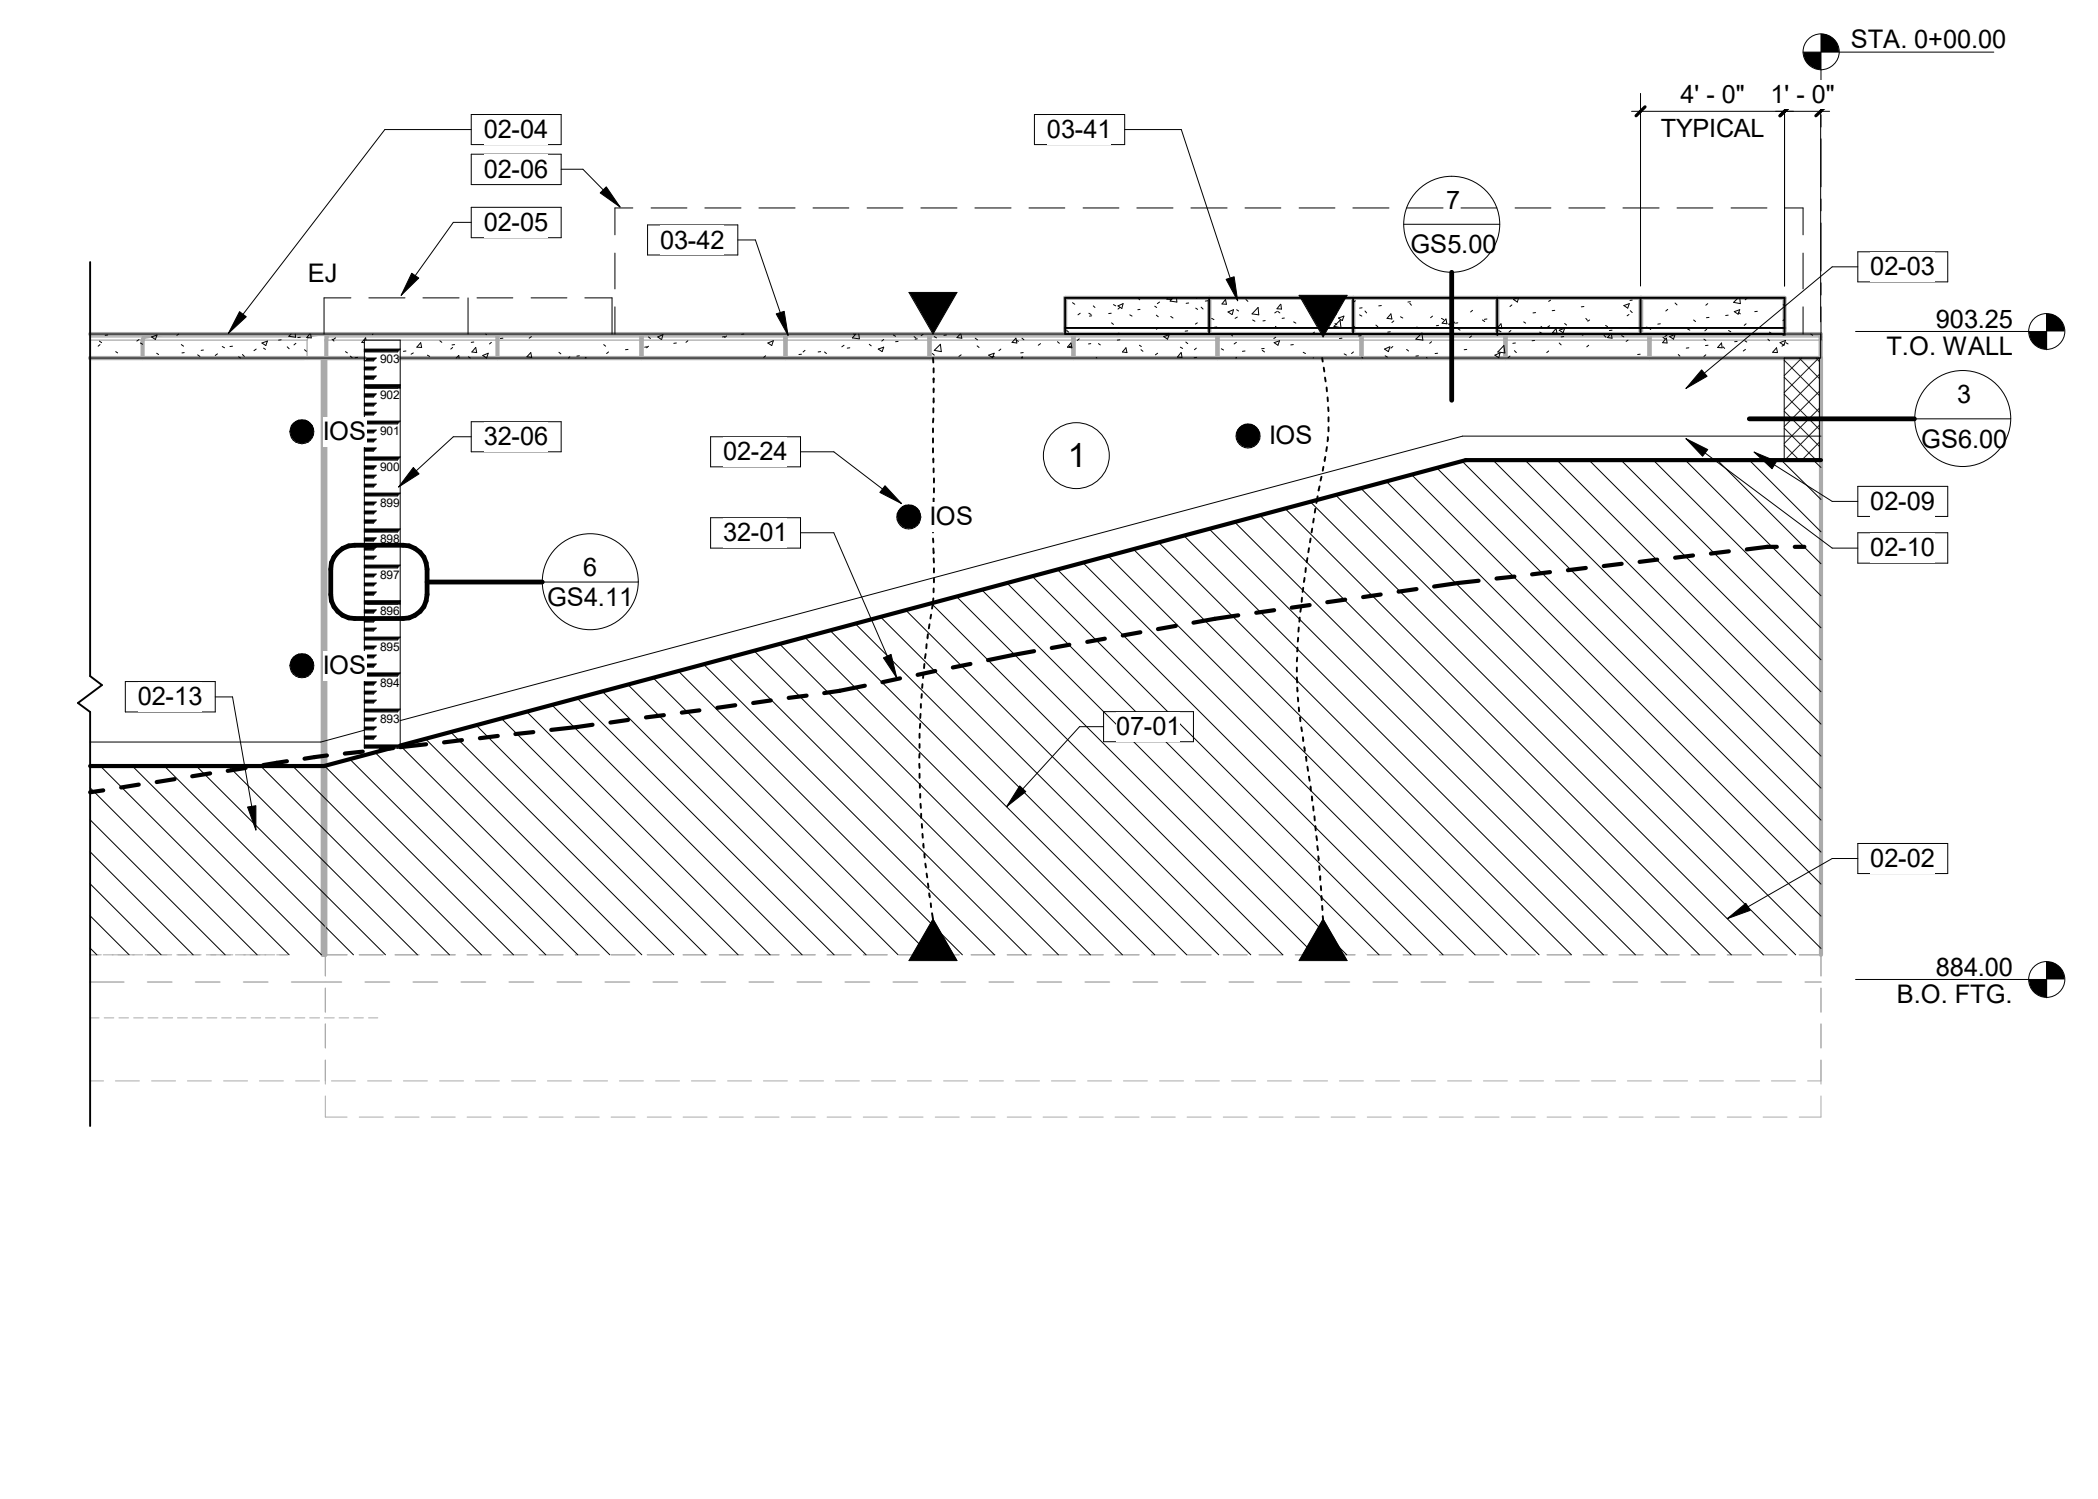 STA. 0+00.00
4' - 0" 1' - 0"
TYPICAL
02-04
03-41
02-06
7
GS5.00
02-05
03-42
EJ
02-03
903.25
T.O. WALL
903
902
901
900
899
898
897
896
895
894
893
3
GS6.00
IOS
32-06
02-24
1
IOS
IOS
32-01
02-09
02-10
6
GS4.11
IOS
02-13
07-01
02-02
884.00
B.O. FTG.